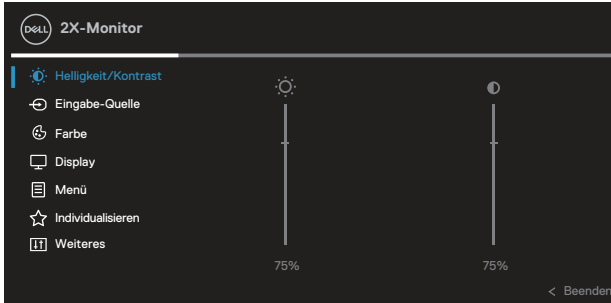 DELL 2X-Monitor
Helligkeit/Kontrast
Eingabe-Quelle
Farbe
Display
Menü
Individualisieren
Weiteres
75% 75%
< Beenden